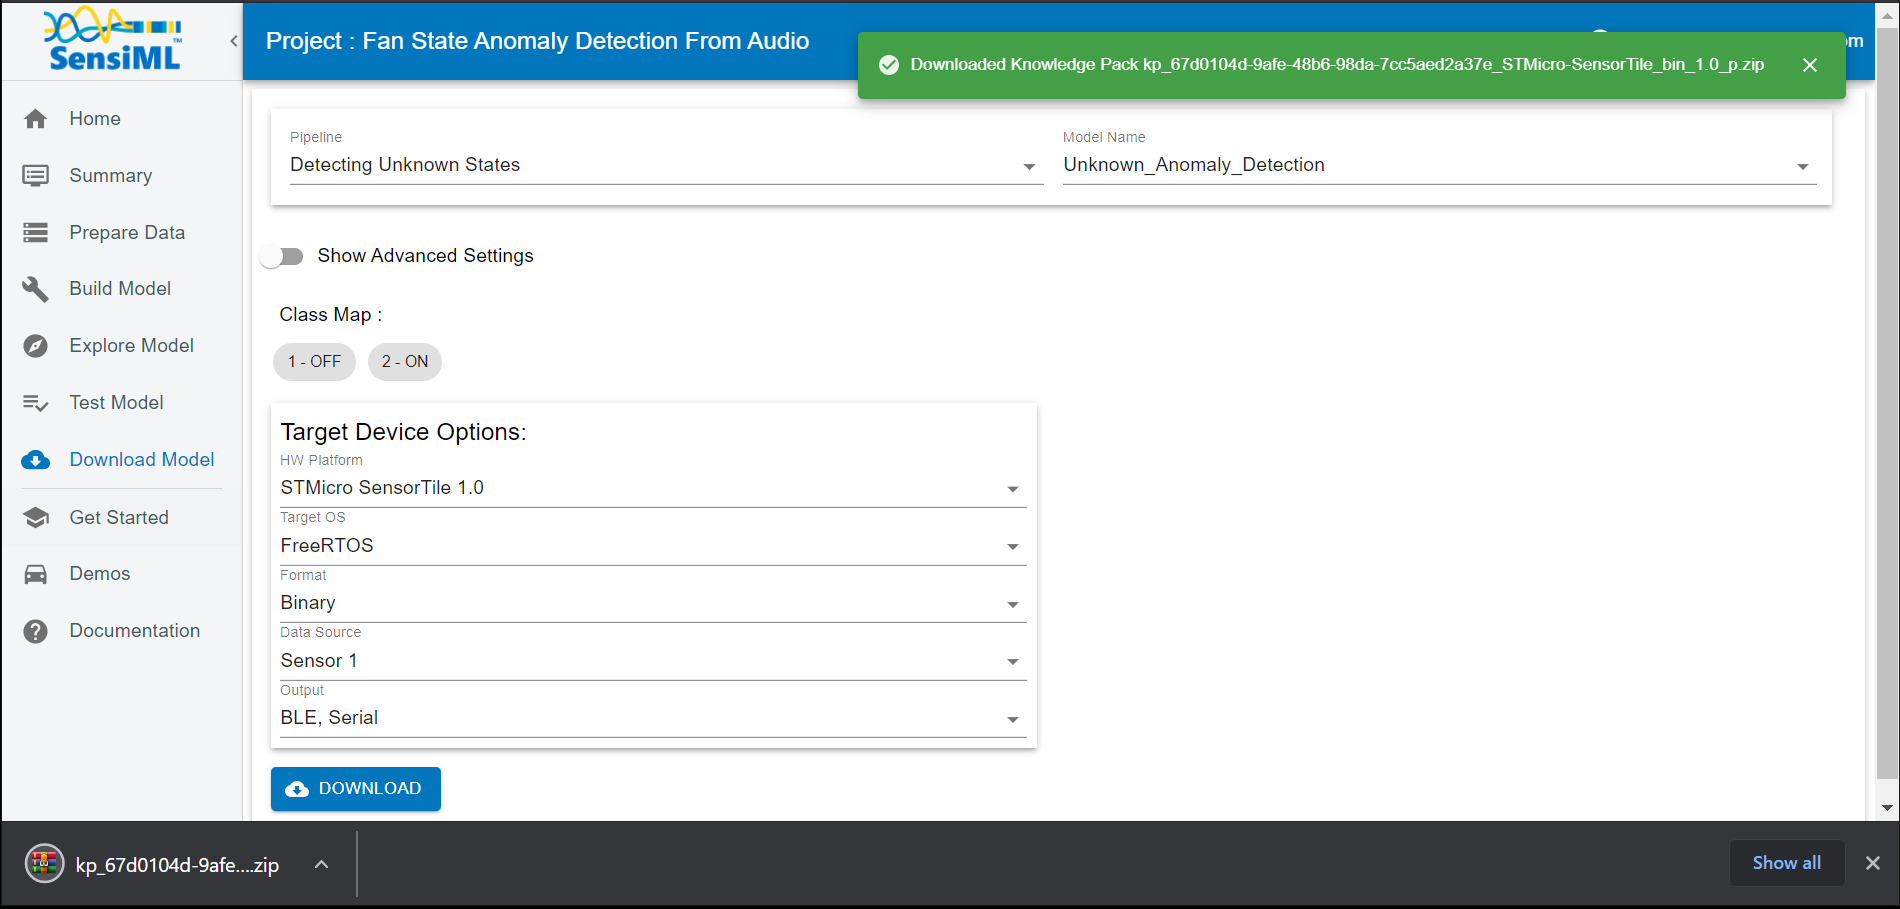 SensiML™
Project : Fan State Anomaly Detection From Audio
om
Downloaded Knowledge Pack kp_67d0104d-9afe-48b6-98da-7cc5aed2a37e_STMicro-SensorTile_bin_1.0_p.zip
Home
Summary
Prepare Data
Build Model
Explore Model
Test Model
Download Model
Get Started
Demos
Documentation
Pipeline
Detecting Unknown States
Model Name
Unknown_Anomaly_Detection
Show Advanced Settings
Class Map :
1 - OFF
2 - ON
Target Device Options:
HW Platform
STMicro SensorTile 1.0
Target OS
FreeRTOS
Format
Binary
Data Source
Sensor 1
Output
BLE, Serial
DOWNLOAD
kp_67d0104d-9afe....zip
Show all